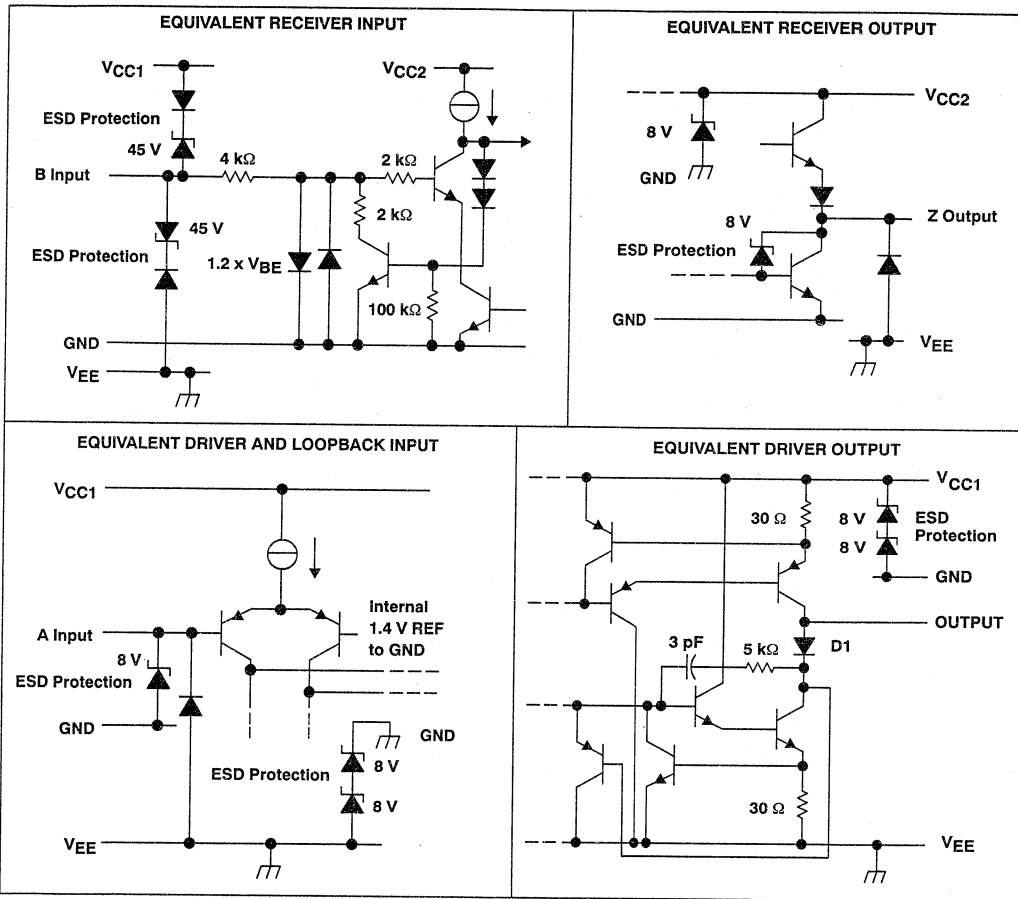 EQUIVALENT RECEIVER INPUT
VCC1
VCC2
ESD Protection
45 V
4 kΩ
2 kΩ
B Input
45 V
2 kΩ
ESD Protection
1.2 x VBE
100 kΩ
GND
VEE
EQUIVALENT RECEIVER OUTPUT
VCC2
8 V
GND
Z Output
8 V
ESD Protection
GND
VEE
EQUIVALENT DRIVER AND LOOPBACK INPUT
VCC1
Internal
1.4 V REF
to GND
A Input
8 V
ESD Protection
GND
GND
8 V
ESD Protection
8 V
VEE
EQUIVALENT DRIVER OUTPUT
VCC1
30 Ω
8 V
ESD
Protection
8 V
GND
OUTPUT
3 pF
5 kΩ
D1
30 Ω
VEE